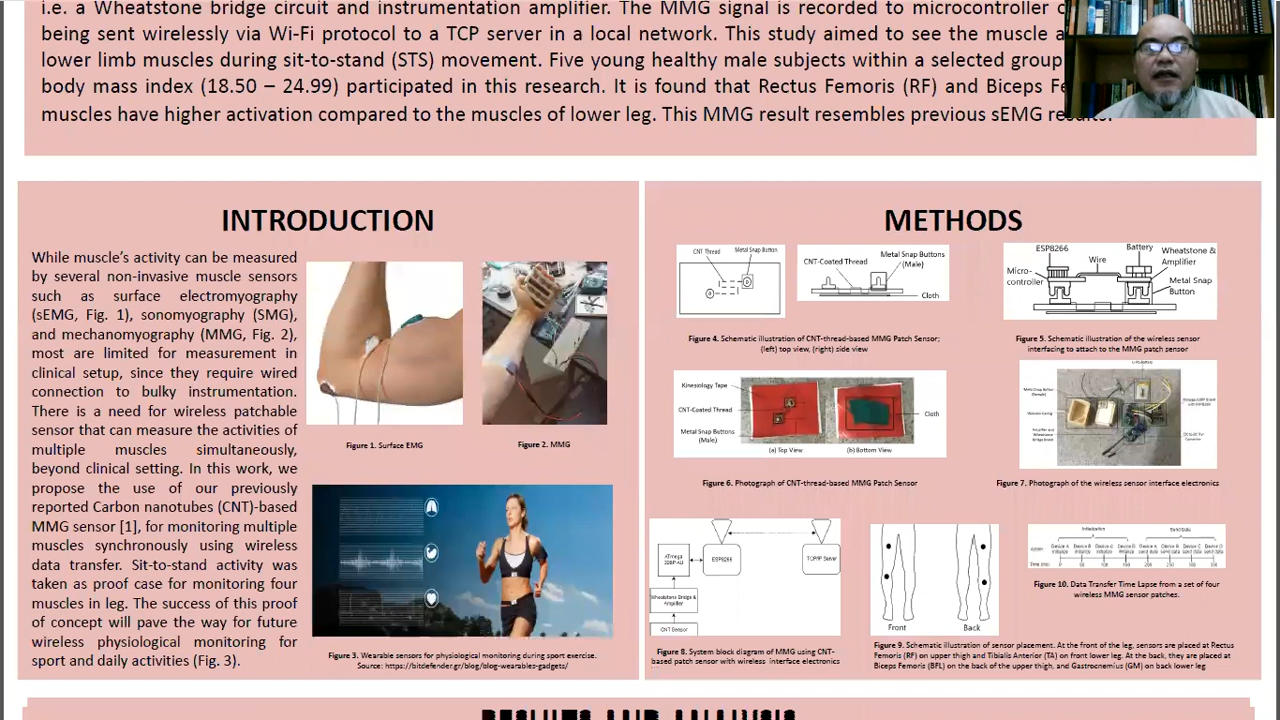 i.e. a Wheatstone bridge circuit and instrumentation amplifier. The MMG signal is recorded to microcontroller
being sent wirelessly via Wi-Fi protocol to a TCP server in a local network. This study aimed to see the muscle
lower limb muscles during sit-to-stand (STS) movement. Five young healthy male subjects within a selected group
body mass index (18.50 – 24.99) participated in this research. It is found that Rectus Femoris (RF) and Biceps
muscles have higher activation compared to the muscles of lower leg. This MMG result resembles previous sEMG results.
INTRODUCTION
While muscle's activity can be measured
by several non-invasive muscle sensors
such as surface electromyography
(sEMG, Fig. 1), sonomyography (SMG),
and mechanomyography (MMG, Fig. 2),
most are limited for measurement in
clinical setup, since they require wired
connection to bulky instrumentation.
There is a need for wireless patchable
sensor that can measure the activities of
multiple muscles simultaneously,
beyond clinical setting. In this work, we
propose the use of our previously
reported Carbon nanotubes (CNT)-based
MMG sensor [1], for monitoring multiple
muscles synchronously using wireless
data transfer. Sit-to-stand activity was
taken as proof case for monitoring four
muscles in leg. The success of this proof
of concept will pave the way for future
wireless physiological monitoring for
sport and daily activities (Fig. 3).
Figure 1. Surface EMG
Figure 2. MMG
Figure 3. Wearable sensors for physiological monitoring during sport exercise.
Source: https://bitdefender.gr/blog/blog-wearables-gadgets/
METHODS
CNT Thread
Metal Snap Button
a
b
CNT-Coated Thread
Metal Snap Buttons
(Male)
Cloth
Figure 4. Schematic illustration of CNT-thread-based MMG Patch Sensor;
(left) top view, (right) side view
ESP8266
Battery
Wheatstone &
Amplifier
Wire
Micro-
controller
Metal Snap
Button
Figure 5. Schematic illustration of the wireless sensor
interfacing to attach to the MMG patch sensor
Kinesiology Tape
CNT-Coated Thread
Metal Snap Buttons
(Male)
Cloth
(a) Top View
(b) Bottom View
Figure 6. Photograph of CNT-thread-based MMG Patch Sensor
Figure 7. Photograph of the wireless sensor interface electronics
ATmega
328P-AU
ESP8266
TCP/IP Server
Wheatstone Bridge &
Amplifier
CNT Sensor
Figure 8. System block diagram of MMG using CNT-
based patch sensor with wireless interface electronics
Front
Back
Figure 9. Schematic illustration of sensor placement. At the front of the leg, sensors are placed at Rectus
Femoris (RF) on upper thigh and Tibialis Anterior (TA) on front lower leg. At the back, they are placed at
Biceps Femoris (BFL) on the back of the upper thigh, and Gastrocnemius (GM) on back lower leg
Initialization
Send Data
Figure 10. Data Transfer Time Lapse from a set of four
wireless MMG sensor patches.
RESULTS AND ANALYSIS